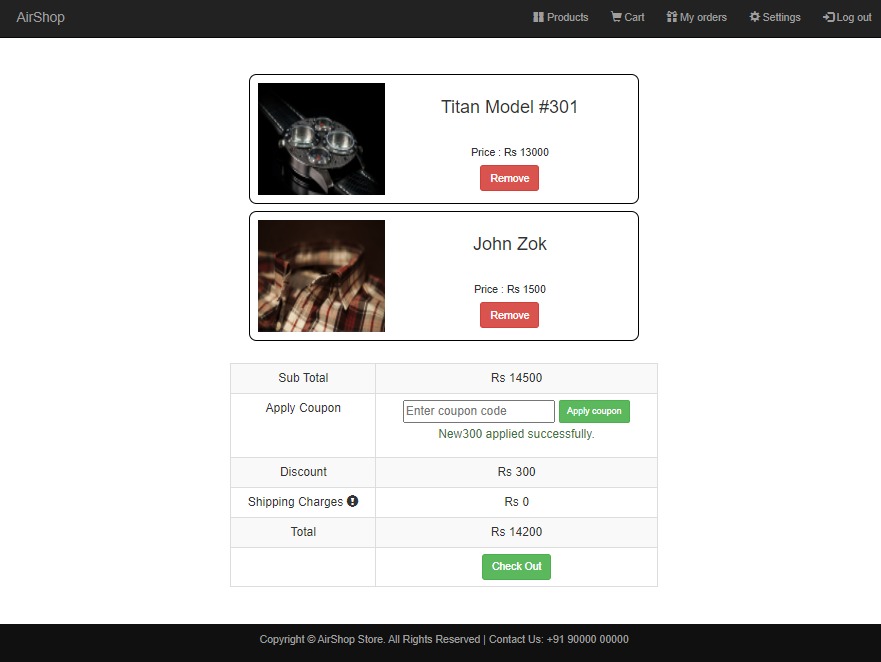 AirShop
Products Cart My orders Settings Log out
Titan Model #301
Price : Rs 13000
Remove
John Zok
Price : Rs 1500
Remove
Sub Total Rs 14500
Apply Coupon Enter coupon code Apply coupon
New300 applied successfully.
Discount Rs 300
Shipping Charges Rs 0
Total Rs 14200
Check Out
Copyright © AirShop Store. All Rights Reserved | Contact Us: +91 90000 00000